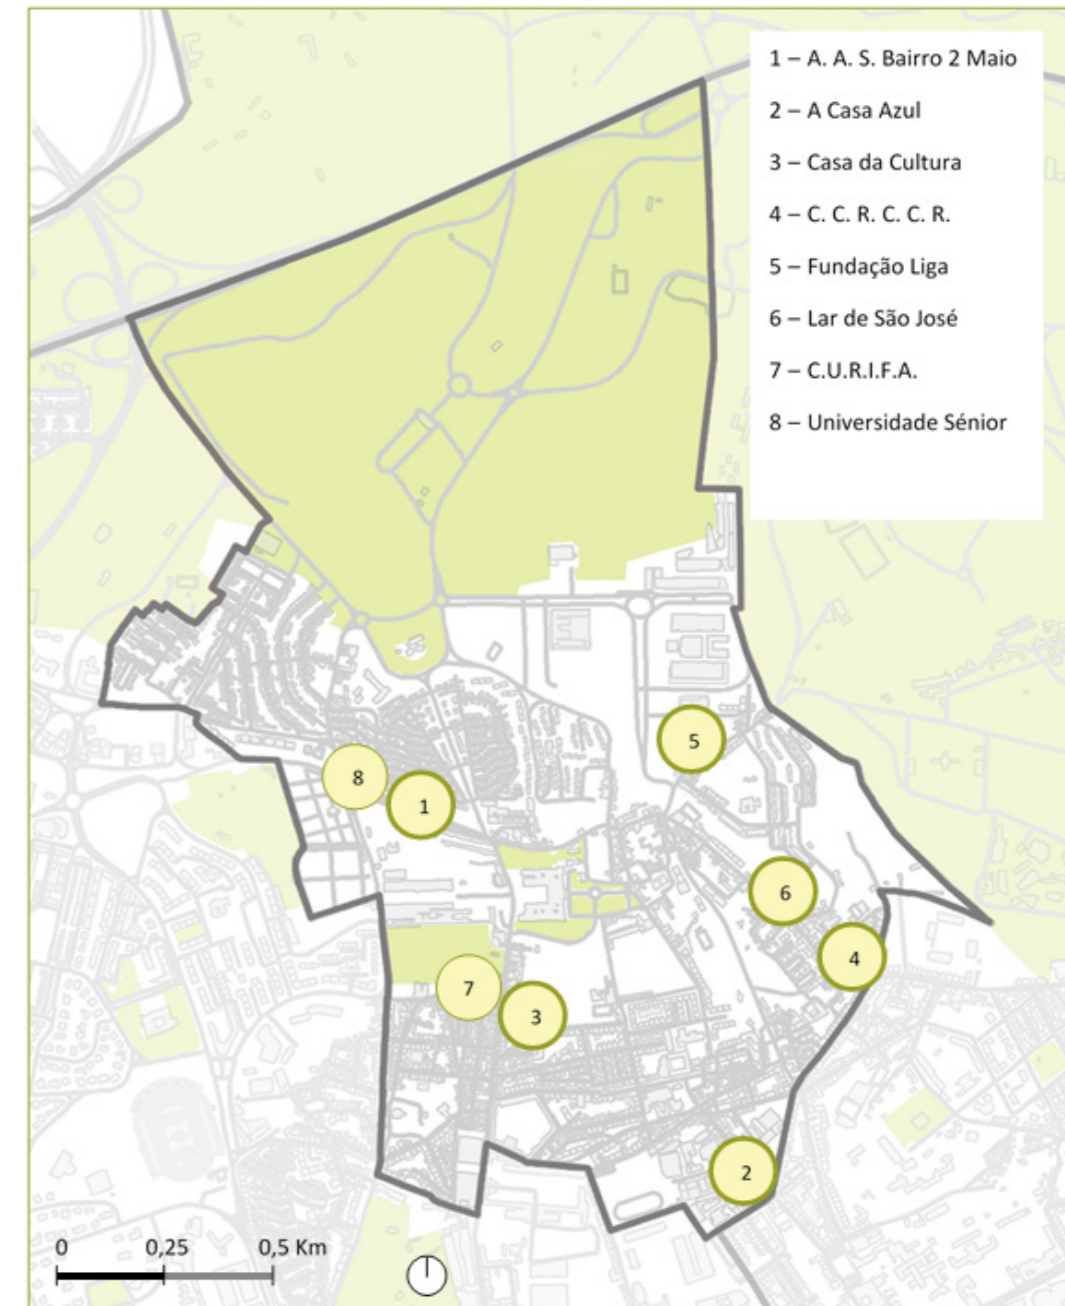 1 – A. A. S. Bairro 2 Maio
2 – A Casa Azul
3 – Casa da Cultura
4 – C. C. R. C. C. R.
5 – Fundação Liga
6 – Lar de São José
7 – C.U.R.I.F.A.
8 – Universidade Sénior
5
8
1
6
4
7
3
2
0 0,25 0,5 Km